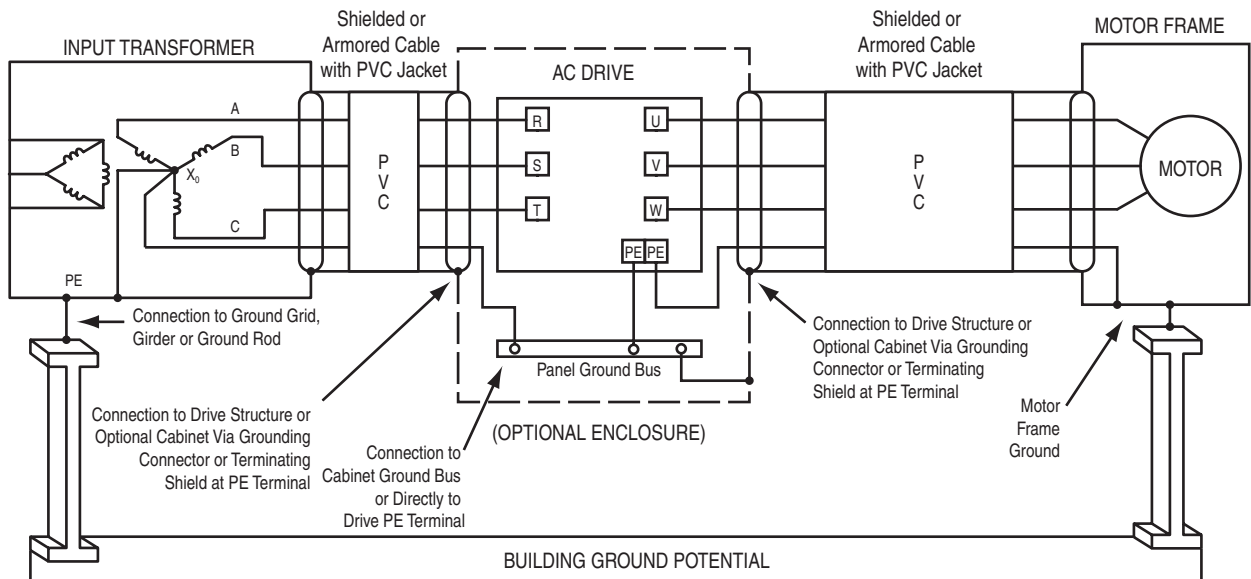 INPUT TRANSFORMER
Shielded or
Armored Cable
with PVC Jacket
AC DRIVE
Shielded or
Armored Cable
with PVC Jacket
MOTOR FRAME
A
B
C
X0
PE
P
V
C
R
S
T
U
V
W
PE PE
P
V
C
MOTOR
Connection to Ground Grid,
Girder or Ground Rod
Panel Ground Bus
Connection to Drive Structure or
Optional Cabinet Via Grounding
Connector or Terminating
Shield at PE Terminal
(OPTIONAL ENCLOSURE)
Connection to
Cabinet Ground Bus
or Directly to
Drive PE Terminal
Connection to Drive Structure or
Optional Cabinet Via Grounding
Connector or Terminating
Shield at PE Terminal
Motor
Frame
Ground
BUILDING GROUND POTENTIAL